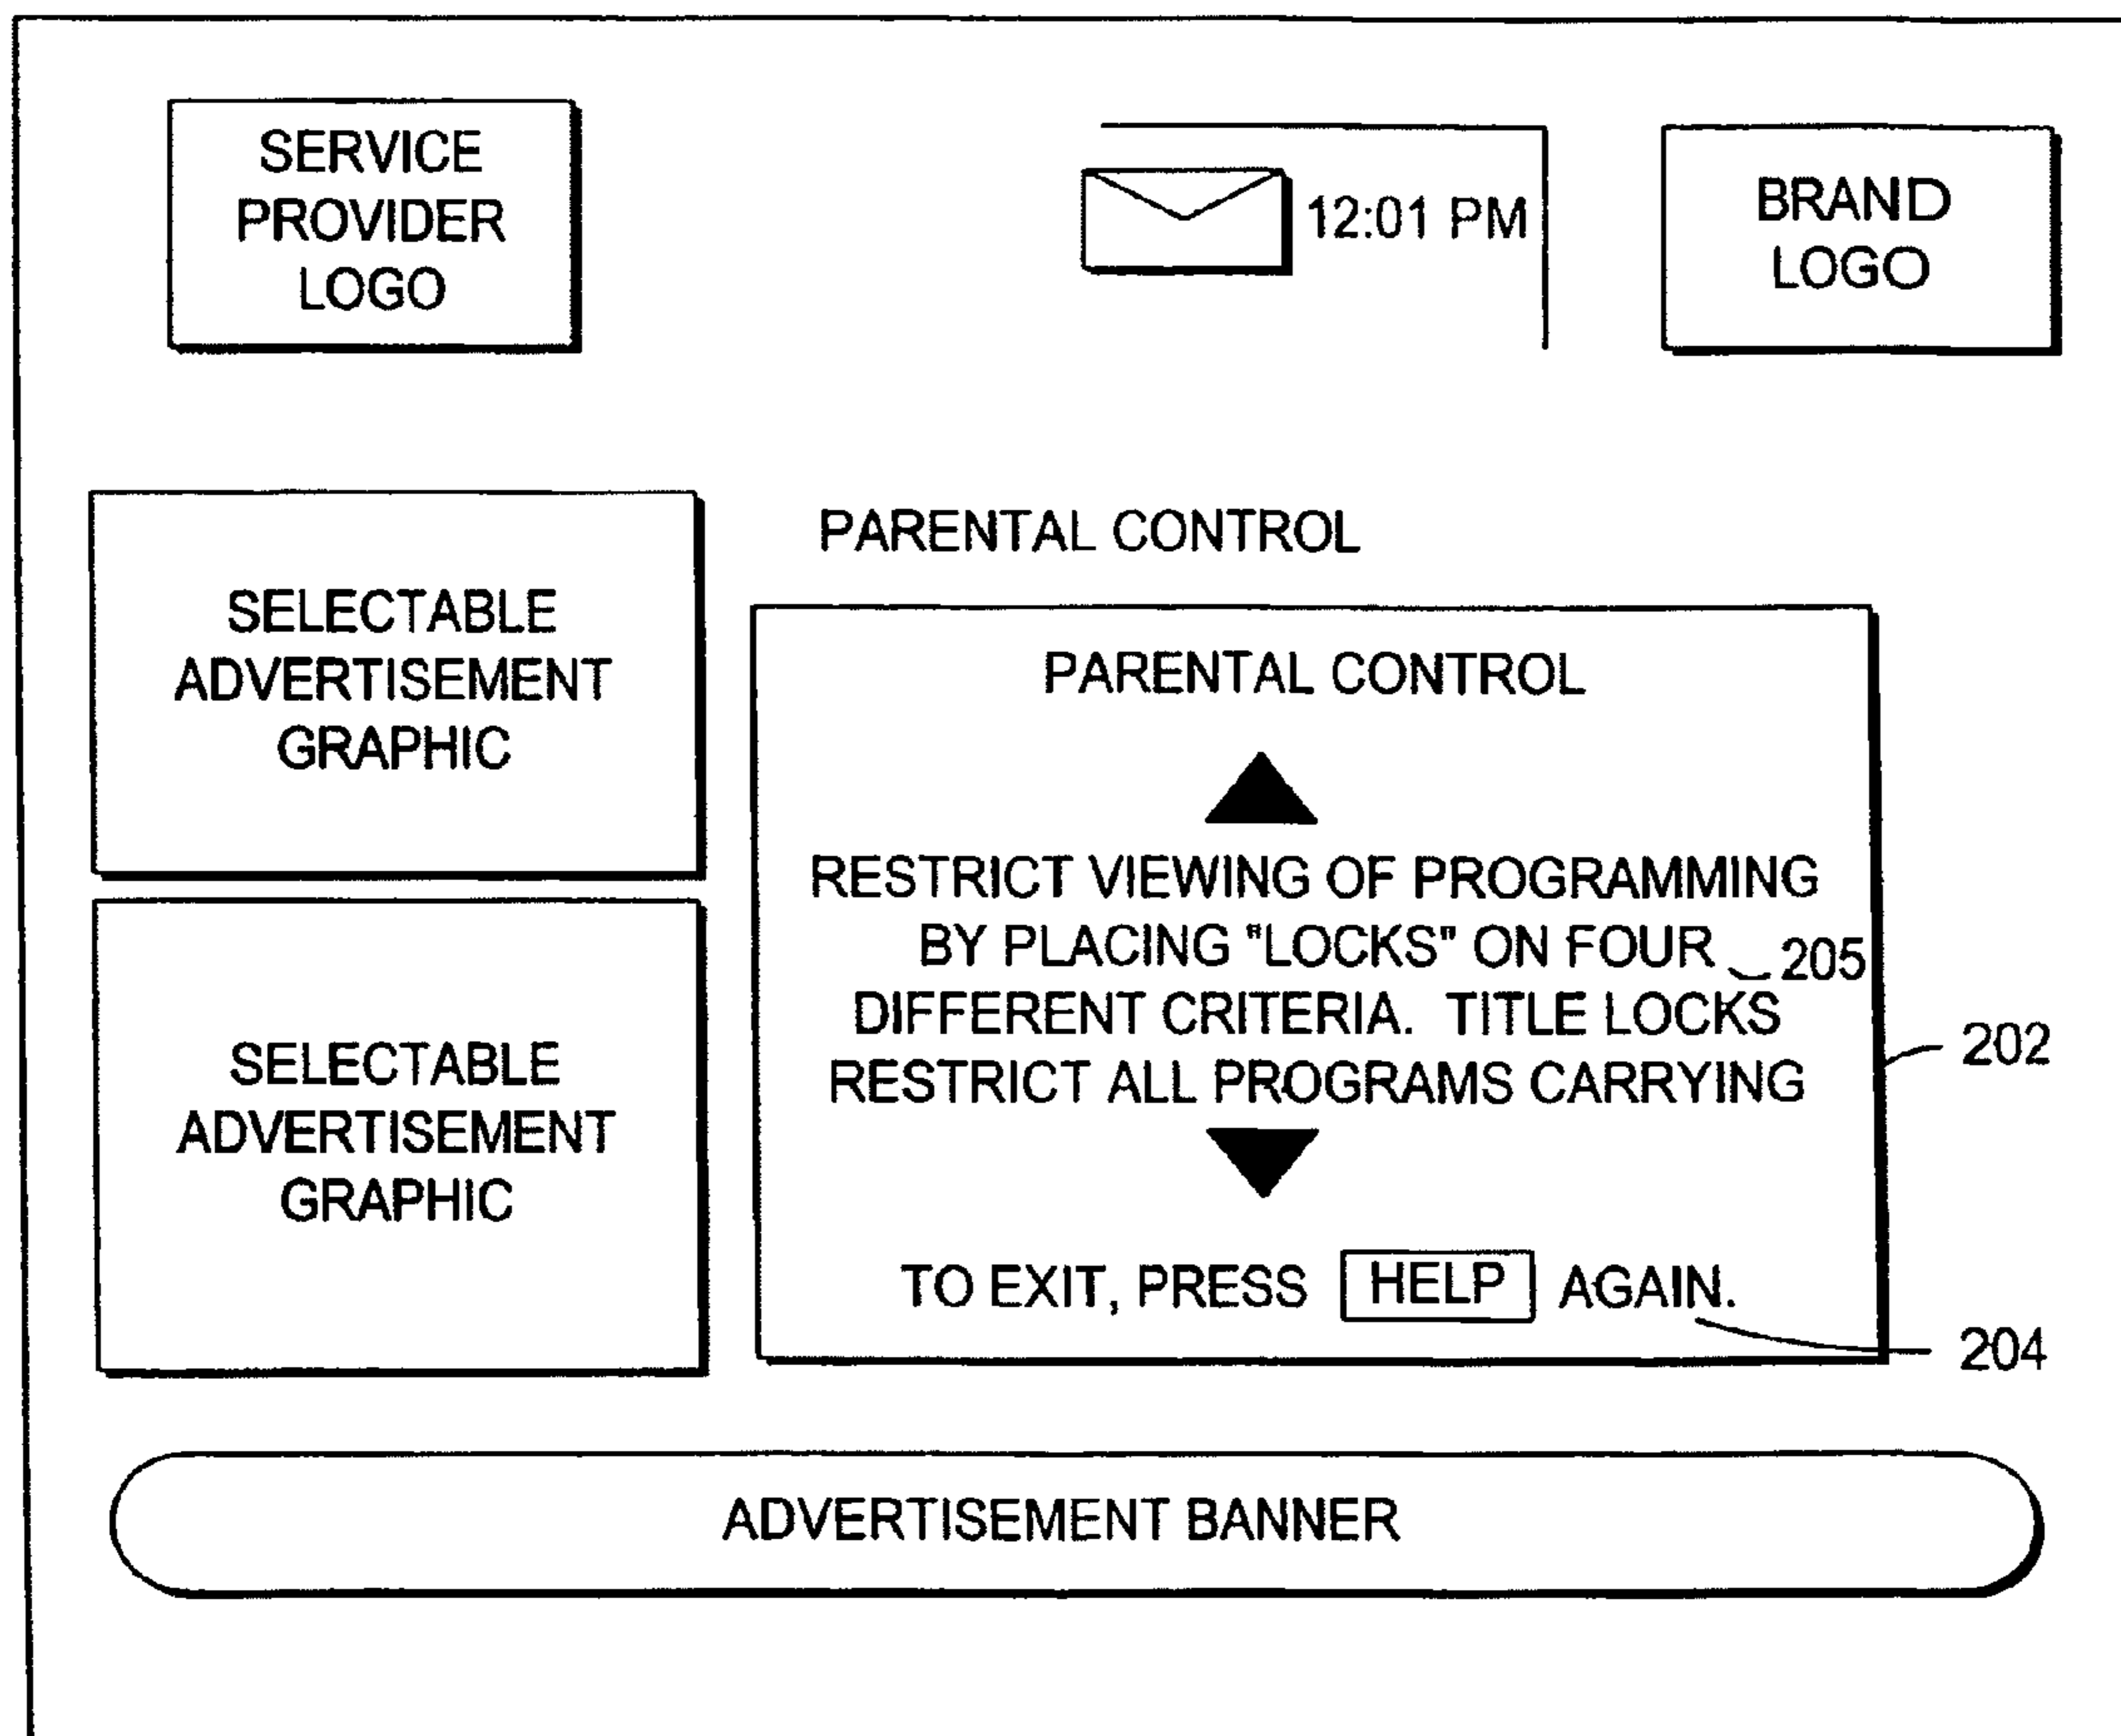 SERVICE
PROVIDER
LOGO
12:01 PM
BRAND
LOGO
SELECTABLE
ADVERTISEMENT
GRAPHIC
SELECTABLE
ADVERTISEMENT
GRAPHIC
PARENTAL CONTROL
PARENTAL CONTROL
RESTRICT VIEWING OF PROGRAMMING
BY PLACING "LOCKS" ON FOUR
205
DIFFERENT CRITERIA. TITLE LOCKS
RESTRICT ALL PROGRAMS CARRYING
202
TO EXIT, PRESS HELP AGAIN.
204
ADVERTISEMENT BANNER